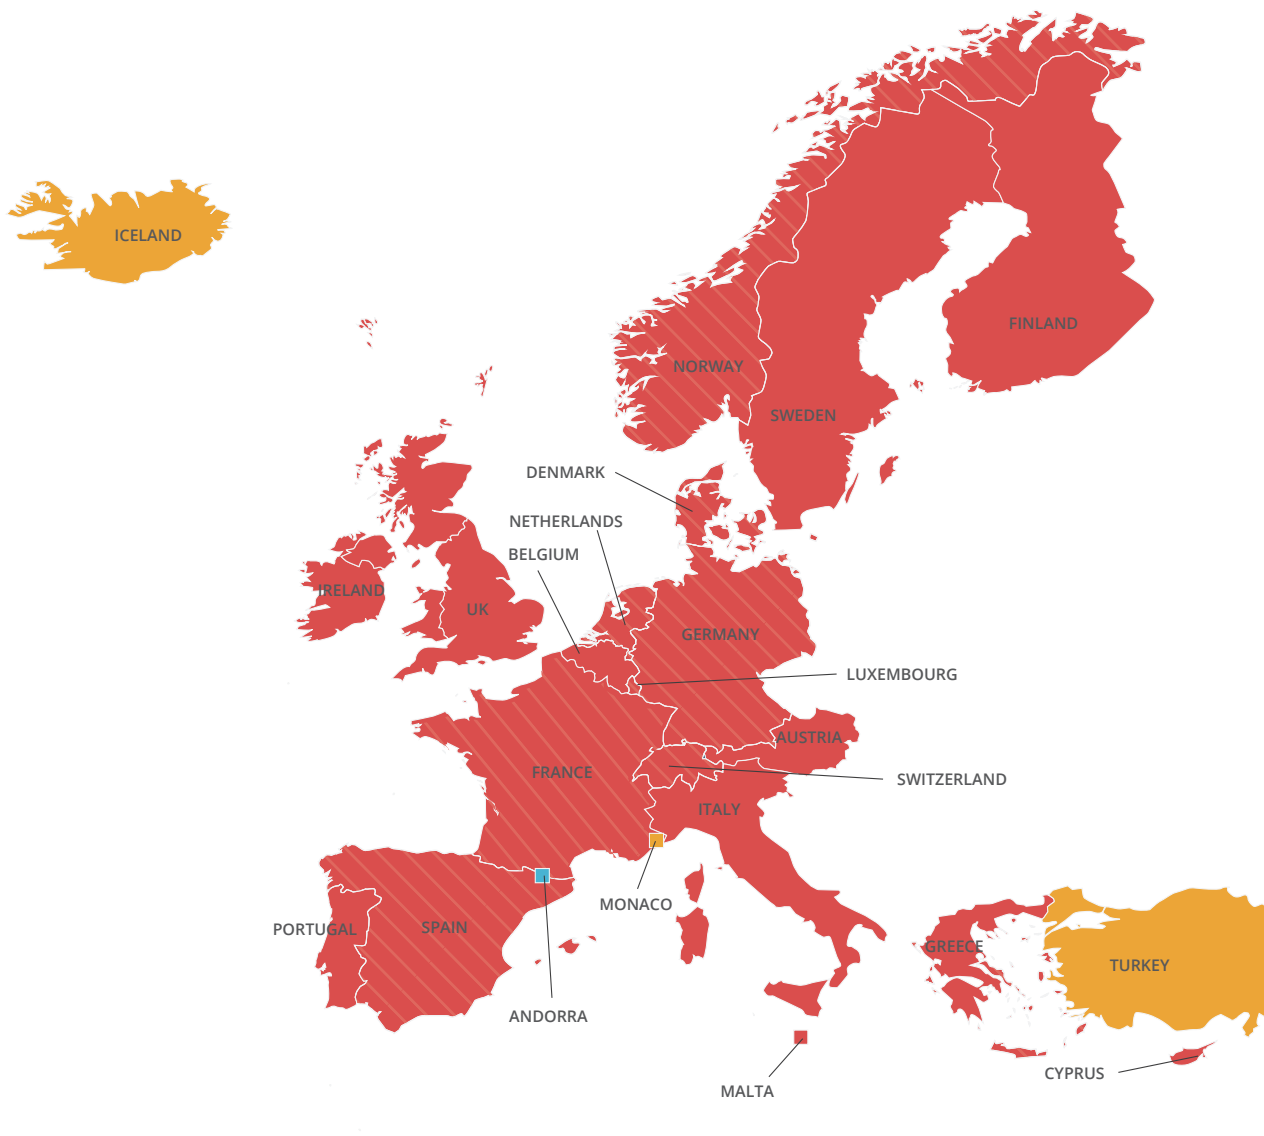 ICELAND
FINLAND
NORWAY
SWEDEN
DENMARK
NETHERLANDS
BELGIUM
IRELAND
UK
GERMANY
LUXEMBOURG
AUSTRIA
FRANCE
SWITZERLAND
ITALY
MONACO
PORTUGAL
SPAIN
GREECE
TURKEY
ANDORRA
CYPRUS
MALTA